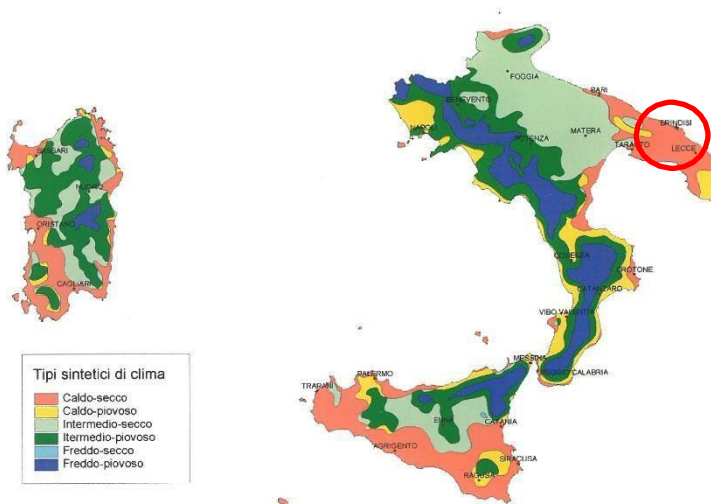 FOGGIA
BARI
BENEVENTO
BRINDISI
NAPOLI
POTENZA
MATERA
TARANTO
LECCE
SASSARI
NUORO
ORISTANO
CAGLIARI
COSENZA
CROTONE
CATANZARO
VIBO VALENTIA
MESSINA
REGGIO CALABRIA
PALERMO
TRAPANI
ENNA
CATANIA
AGRIGENTO
SIRACUSA
RAGUSA
Tipi sintetici di clima
Caldo-secco
Caldo-piovoso
Intermedio-secco
Itermedio-piovoso
Freddo-secco
Freddo-piovoso